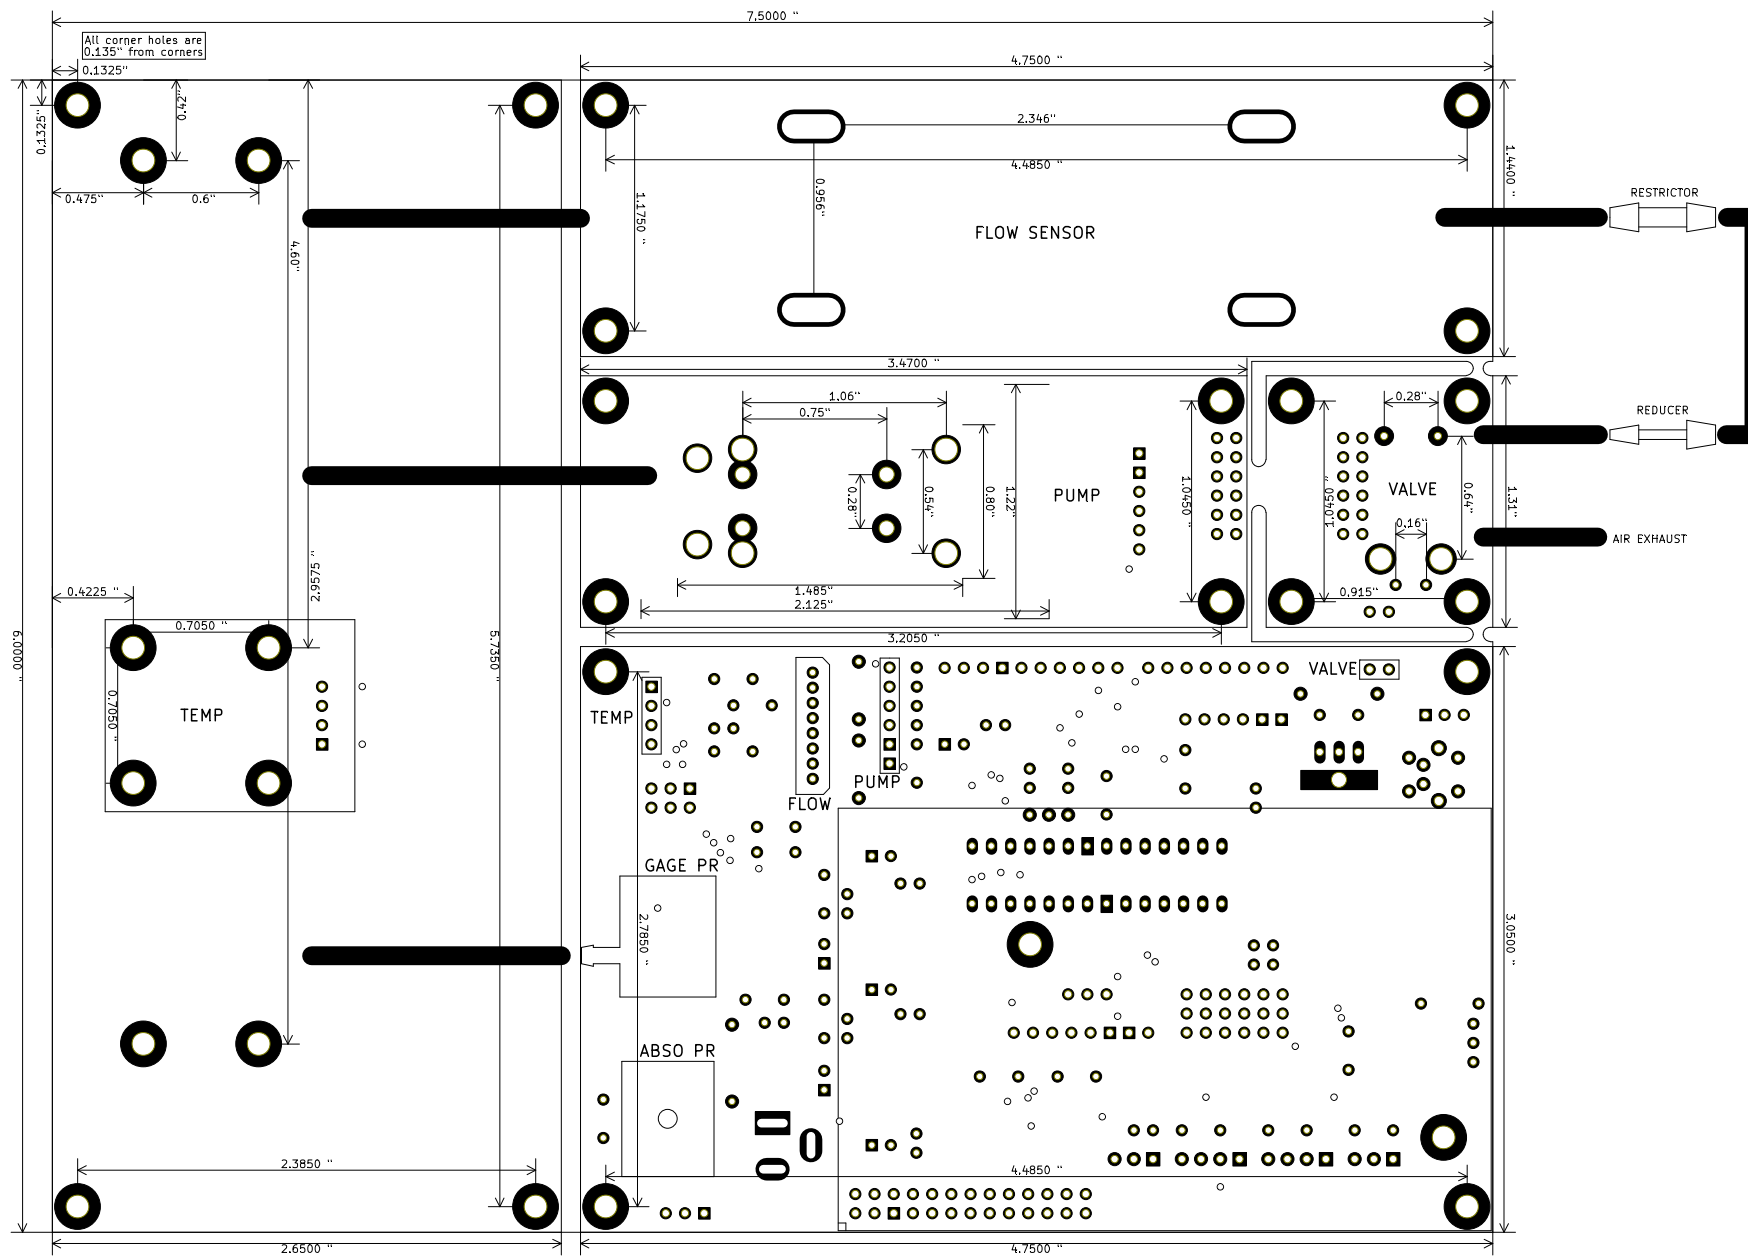 7.5000 "
All corner holes are
0.135" from corners
0.1325"
4.7500 "
0.1325"
0.42"
2.346"
4.4850 "
0.475"
0.6"
0.956"
1.1750 "
1.4400 "
RESTRICTOR
FLOW SENSOR
4.60"
3.4700 "
1.06"
0.75"
0.28"
REDUCER
0.28"
0.54"
0.80"
1.22"
PUMP
1.0450 "
1.0450 "
VALVE
0.64"
1.31"
0.16"
AIR EXHAUST
1.485"
2.125"
0.915"
2.9575 "
0.4225 "
0.7050 "
3.2050 "
6.0000 "
5.7350 "
0.7050 "
TEMP
TEMP
VALVE
PUMP
FLOW
GAGE PR
2.7850 "
3.0500 "
ABSO PR
2.3850 "
4.4850 "
2.6500 "
4.7500 "